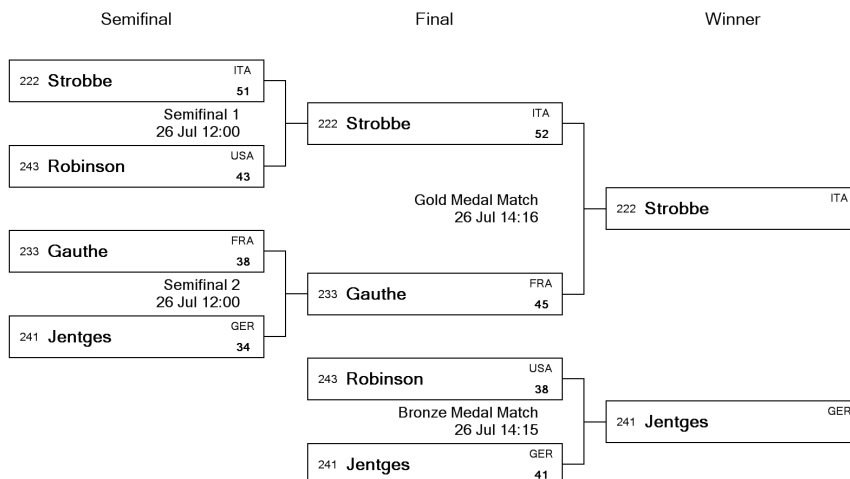 Semifinal Final Winner
222 Strobbe ITA
51
Semifinal 1
26 Jul 12:00
243 Robinson USA
43
222 Strobbe ITA
52
Gold Medal Match
26 Jul 14:16
222 Strobbe ITA
233 Gauthe FRA
38
Semifinal 2
26 Jul 12:00
241 Jentges GER
34
233 Gauthe FRA
45
243 Robinson USA
38
Bronze Medal Match
26 Jul 14:15
241 Jentges GER
41
241 Jentges GER